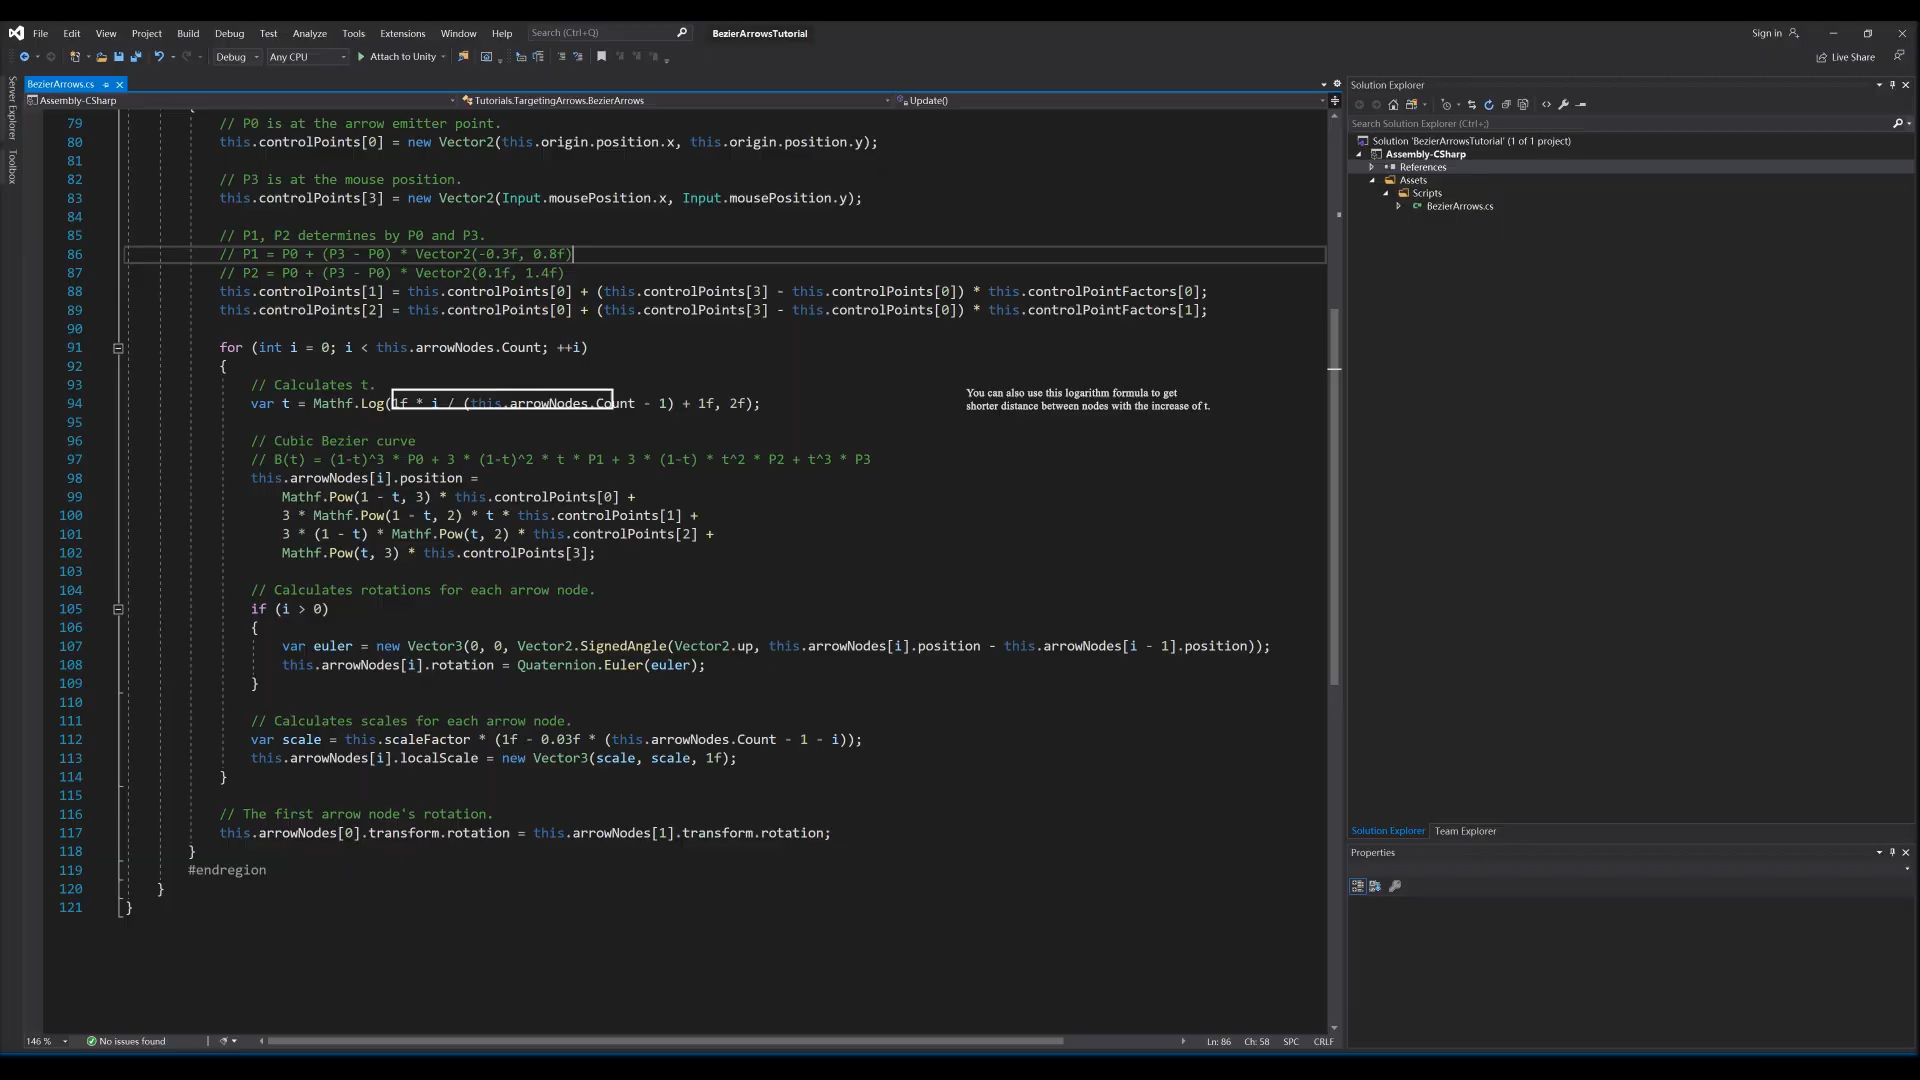 File Edit View Project Build Debug Test Analyze Tools Extensions Window Help Search (Ctrl+Q) BezierArrowsTutorial Sign in
Debug Any CPU Attach to Unity Live Share
Server Explorer
Toolbox
BezierArrows.cs
Assembly-CSharp Tutorials.TargetingArrows.BezierArrows Update()
79 // P0 is at the arrow emitter point.
80 this.controlPoints[0] = new Vector2(this.origin.position.x, this.origin.position.y);
81
82 // P3 is at the mouse position.
83 this.controlPoints[3] = new Vector2(Input.mousePosition.x, Input.mousePosition.y);
84
85 // P1, P2 determines by P0 and P3.
86 // P1 = P0 + (P3 - P0) * Vector2(-0.3f, 0.8f)
87 // P2 = P0 + (P3 - P0) * Vector2(0.1f, 1.4f)
88 this.controlPoints[1] = this.controlPoints[0] + (this.controlPoints[3] - this.controlPoints[0]) * this.controlPointFactors[0];
89 this.controlPoints[2] = this.controlPoints[0] + (this.controlPoints[3] - this.controlPoints[0]) * this.controlPointFactors[1];
90
91 for (int i = 0; i < this.arrowNodes.Count; ++i)
92 {
93 // Calculates t.
94 var t = Mathf.Log(1f * i / (this.arrowNodes.Count - 1) + 1f, 2f);
You can also use this logarithm formula to get
shorter distance between nodes with the increase of t.
95
96 // Cubic Bezier curve
97 // B(t) = (1-t)^3 * P0 + 3 * (1-t)^2 * t * P1 + 3 * (1-t) * t^2 * P2 + t^3 * P3
98 this.arrowNodes[i].position =
99 Mathf.Pow(1 - t, 3) * this.controlPoints[0] +
100 3 * Mathf.Pow(1 - t, 2) * t * this.controlPoints[1] +
101 3 * (1 - t) * Mathf.Pow(t, 2) * this.controlPoints[2] +
102 Mathf.Pow(t, 3) * this.controlPoints[3];
103
104 // Calculates rotations for each arrow node.
105 if (i > 0)
106 {
107 var euler = new Vector3(0, 0, Vector2.SignedAngle(Vector2.up, this.arrowNodes[i].position - this.arrowNodes[i - 1].position));
108 this.arrowNodes[i].rotation = Quaternion.Euler(euler);
109 }
110
111 // Calculates scales for each arrow node.
112 var scale = this.scaleFactor * (1f - 0.03f * (this.arrowNodes.Count - 1 - i));
113 this.arrowNodes[i].localScale = new Vector3(scale, scale, 1f);
114 }
115
116 // The first arrow node's rotation.
117 this.arrowNodes[0].transform.rotation = this.arrowNodes[1].transform.rotation;
118 }
119 #endregion
120 }
121 }
146 % No issues found Ln: 86 Ch: 58 SPC CRLF
Solution Explorer
Search Solution Explorer (Ctrl+;)
Solution 'BezierArrowsTutorial' (1 of 1 project)
Assembly-CSharp
References
Assets
Scripts
BezierArrows.cs
Solution Explorer Team Explorer
Properties